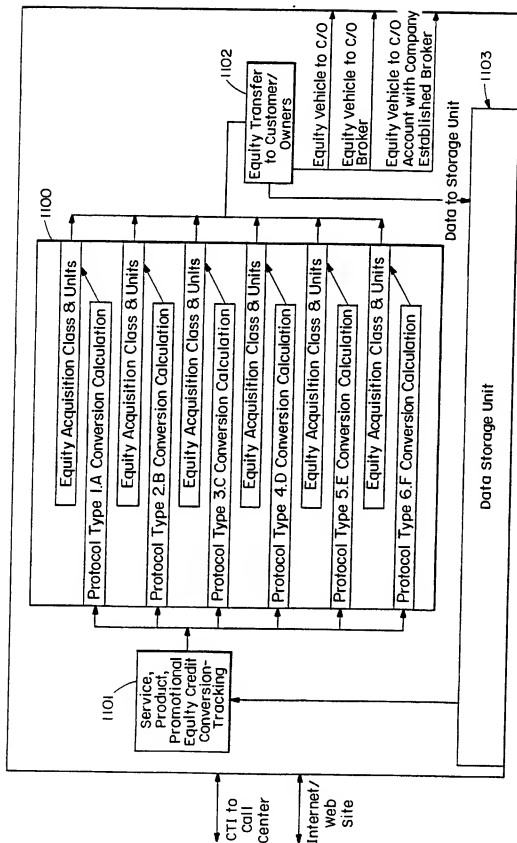 1100
1101
Service,
Product,
Promotional
Equity Credit
Conversion-
Tracking
Equity Acquisition Class & Units
Protocol Type 1.A Conversion Calculation
Equity Acquisition Class & Units
Protocol Type 2.B Conversion Calculation
Equity Acquisition Class & Units
Protocol Type 3.C Conversion Calculation
Equity Acquisition Class & Units
Protocol Type 4.D Conversion Calculation
Equity Acquisition Class & Units
Protocol Type 5.E Conversion Calculation
Equity Acquisition Class & Units
Protocol Type 6.F Conversion Calculation
1102
Equity Transfer
to Customer/
Owners
Equity Vehicle to C/O
Equity Vehicle to C/O
Broker
Equity Vehicle to C/O
Account with Company
Established Broker
Data to Storage Unit
1103
Data Storage Unit
CTI to
Call
Center
Internet/
Web
Site